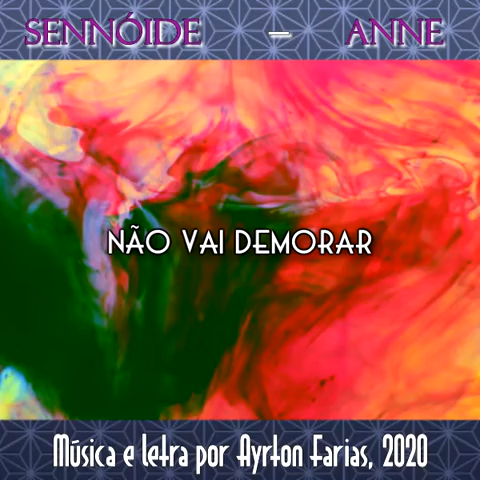 SENNÓIDE — ANNE
NÃO VAI DEMORAR
Música e letra por Ayrton Farias, 2020